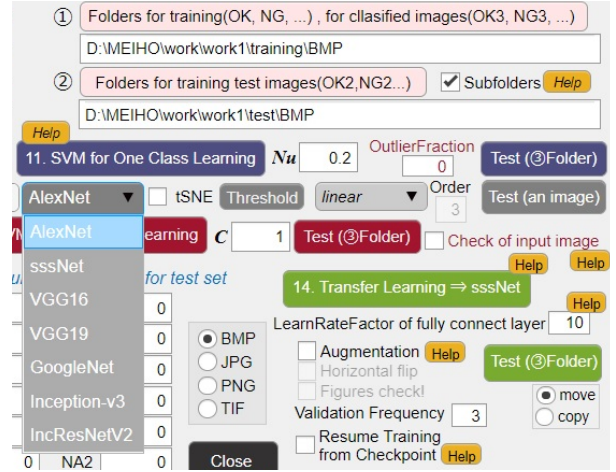 ① Folders for training(OK, NG, ...) , for cllasified images(OK3, NG3, ...)
D:\MEIHO\work\work1\training\BMP
② Folders for training test images(OK2,NG2...) Subfolders Help
D:\MEIHO\work\work1\test\BMP
Help
11. SVM for One Class Learning Nu 0.2 OutlierFraction 0 Test (③Folder)
AlexNet tSNE Threshold linear Order 3 Test (an image)
AlexNet earning C 1 Test (③Folder) Check of input image
sssNet for test set Help Help
14. Transfer Learning ⇒ sssNet
VGG16 0 Help
LearnRateFactor of fully connect layer 10
VGG19 0 BMP Augmentation Help Test (③Folder)
GoogleNet 0 JPG Horizontal flip
PNG Figures check! move
Inception-v3 0 TIF Validation Frequency 3 copy
IncResNetV2 0 Resume Training
0 NA2 0 Close from Checkpoint Help